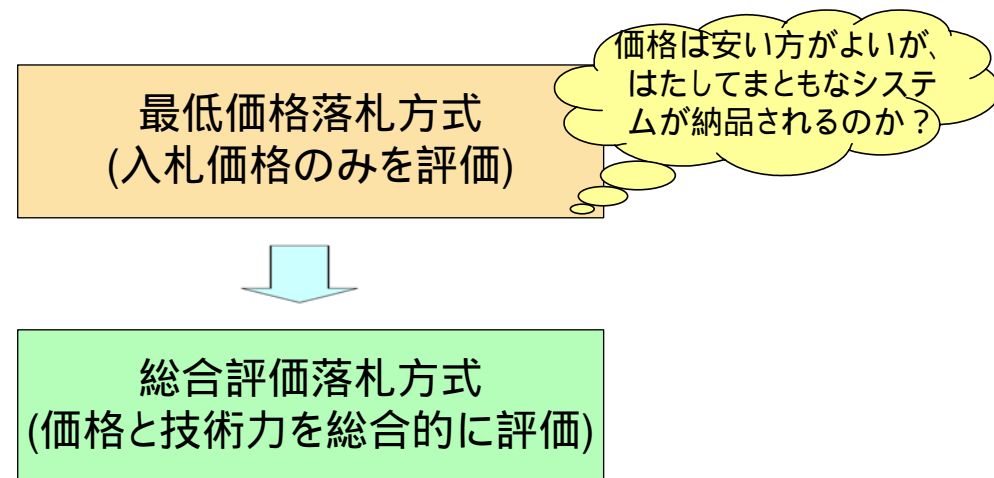 価格は安い方がよいが、
はたしてまともなシステ
ムが納品されるのか？
最低価格落札方式
(入札価格のみを評価)
総合評価落札方式
(価格と技術力を総合的に評価)